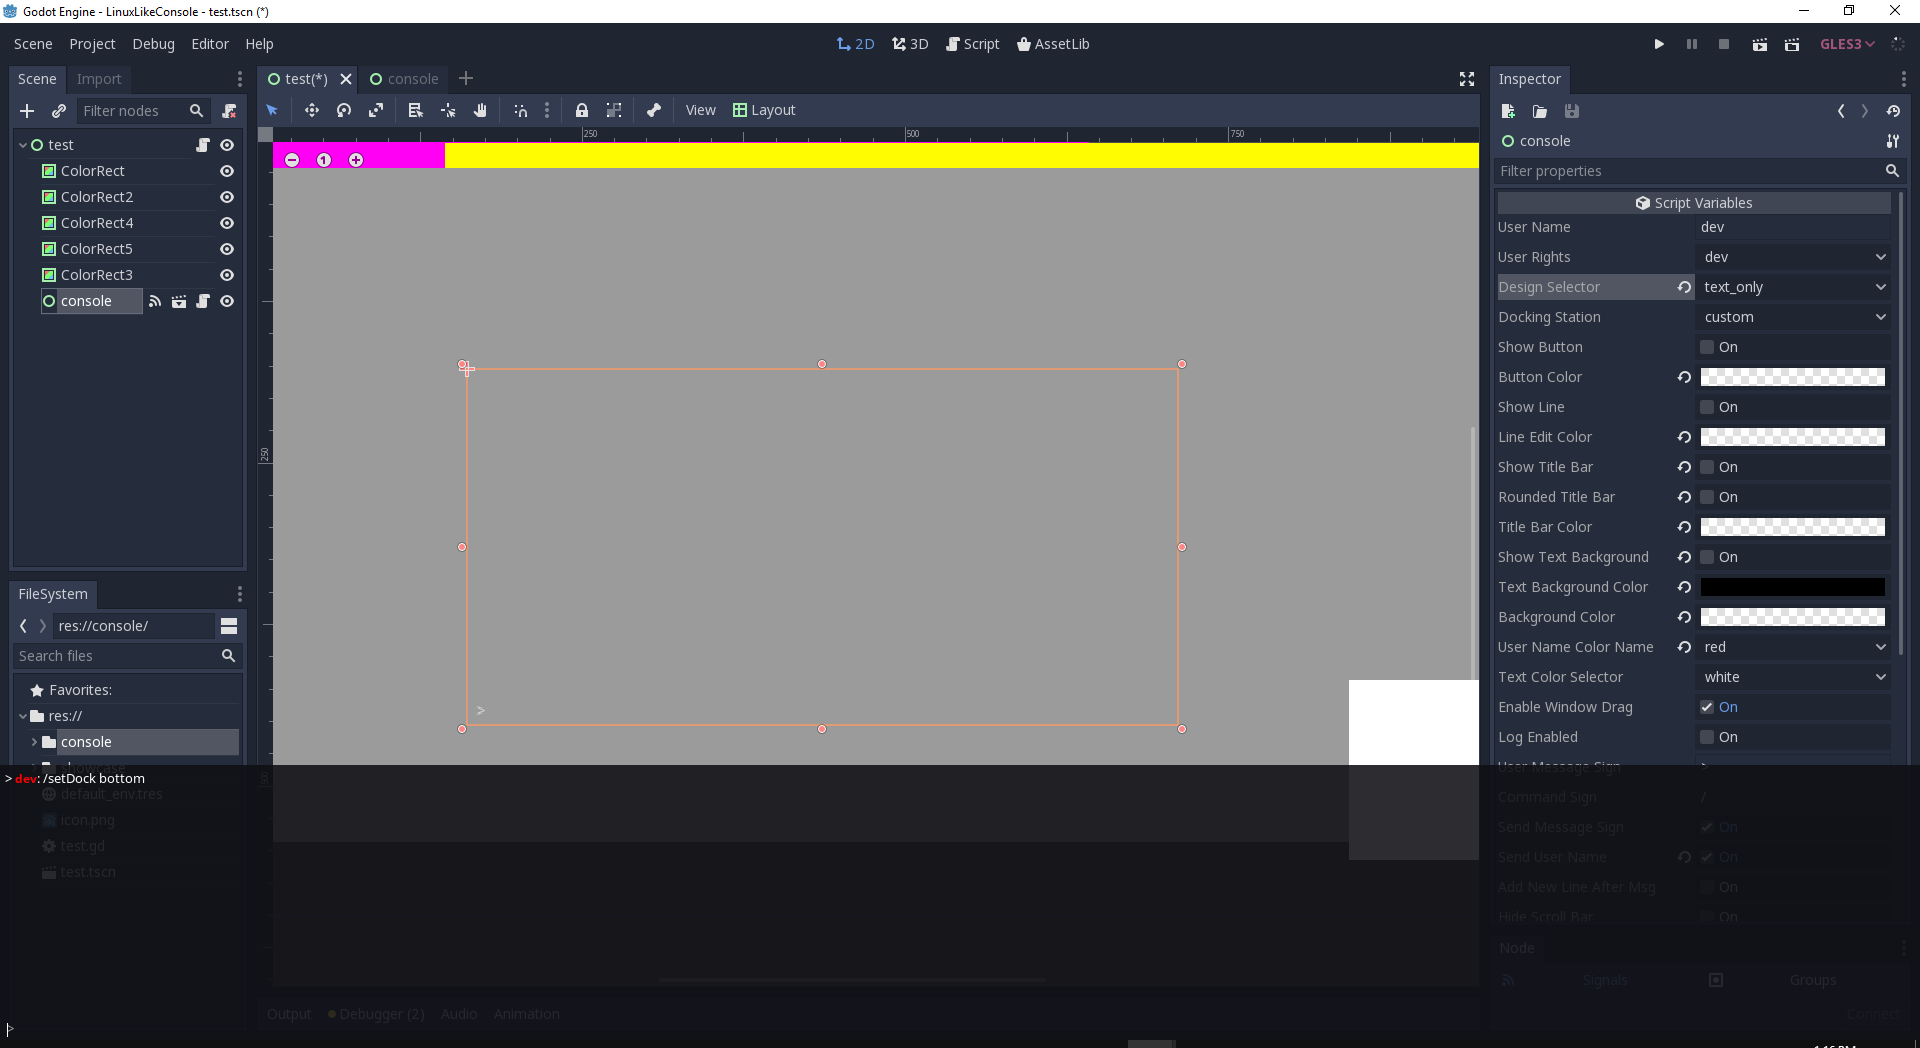 Godot Engine - LinuxLikeConsole - test.tscn (*)
Scene Project Debug Editor Help
2D 3D Script AssetLib
GLES3
Scene Import
Filter nodes
test
ColorRect
ColorRect2
ColorRect4
ColorRect5
ColorRect3
console
FileSystem
res://console/
Search files
Favorites:
res://
console
showcase
default_env.tres
icon.png
test.gd
test.tscn
test(*) console
View Layout
250 500 750
250
500
1
>
> dev: /setDock bottom
>
Output Debugger (2) Audio Animation
Inspector
console
Filter properties
Script Variables
User Name dev
User Rights dev
Design Selector text_only
Docking Station custom
Show Button On
Button Color
Show Line On
Line Edit Color
Show Title Bar On
Rounded Title Bar On
Title Bar Color
Show Text Background On
Text Background Color
Background Color
User Name Color Name red
Text Color Selector white
Enable Window Drag On
Log Enabled On
User Message Sign >
Command Sign /
Send Message Sign On
Send User Name On
Add New Line After Msg On
Hide Scroll Bar On
Node
Signals Groups
Connect
1:16 PM